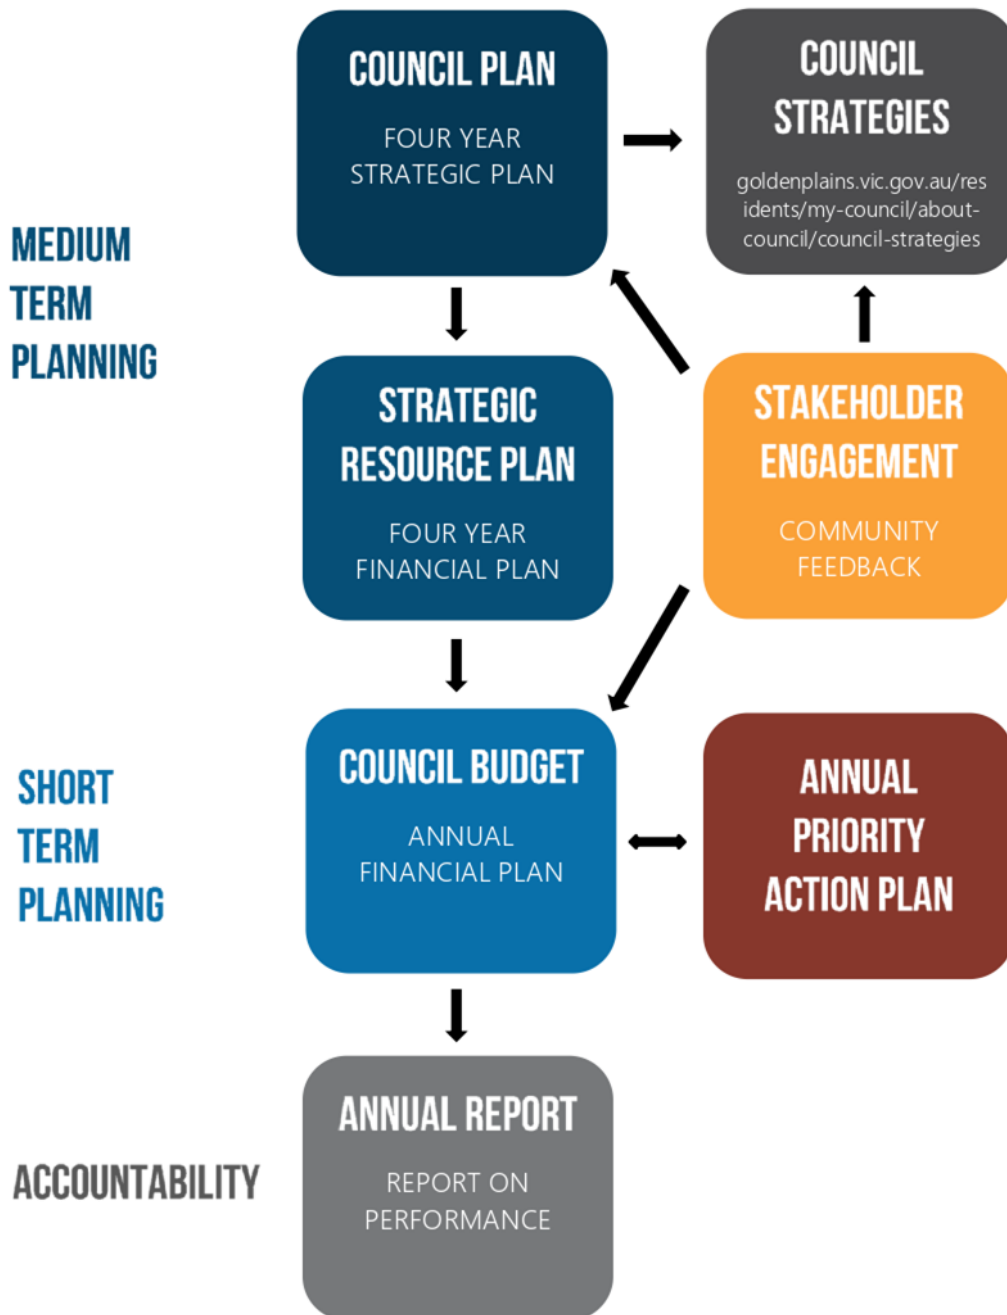 COUNCIL PLAN
FOUR YEAR
STRATEGIC PLAN
COUNCIL
STRATEGIES
goldenplains.vic.gov.au/res
idents/my-council/about-
council/council-strategies
MEDIUM
TERM
PLANNING
STRATEGIC
RESOURCE PLAN
FOUR YEAR
FINANCIAL PLAN
STAKEHOLDER
ENGAGEMENT
COMMUNITY
FEEDBACK
SHORT
TERM
PLANNING
COUNCIL BUDGET
ANNUAL
FINANCIAL PLAN
ANNUAL
PRIORITY
ACTION PLAN
ACCOUNTABILITY
ANNUAL REPORT
REPORT ON
PERFORMANCE